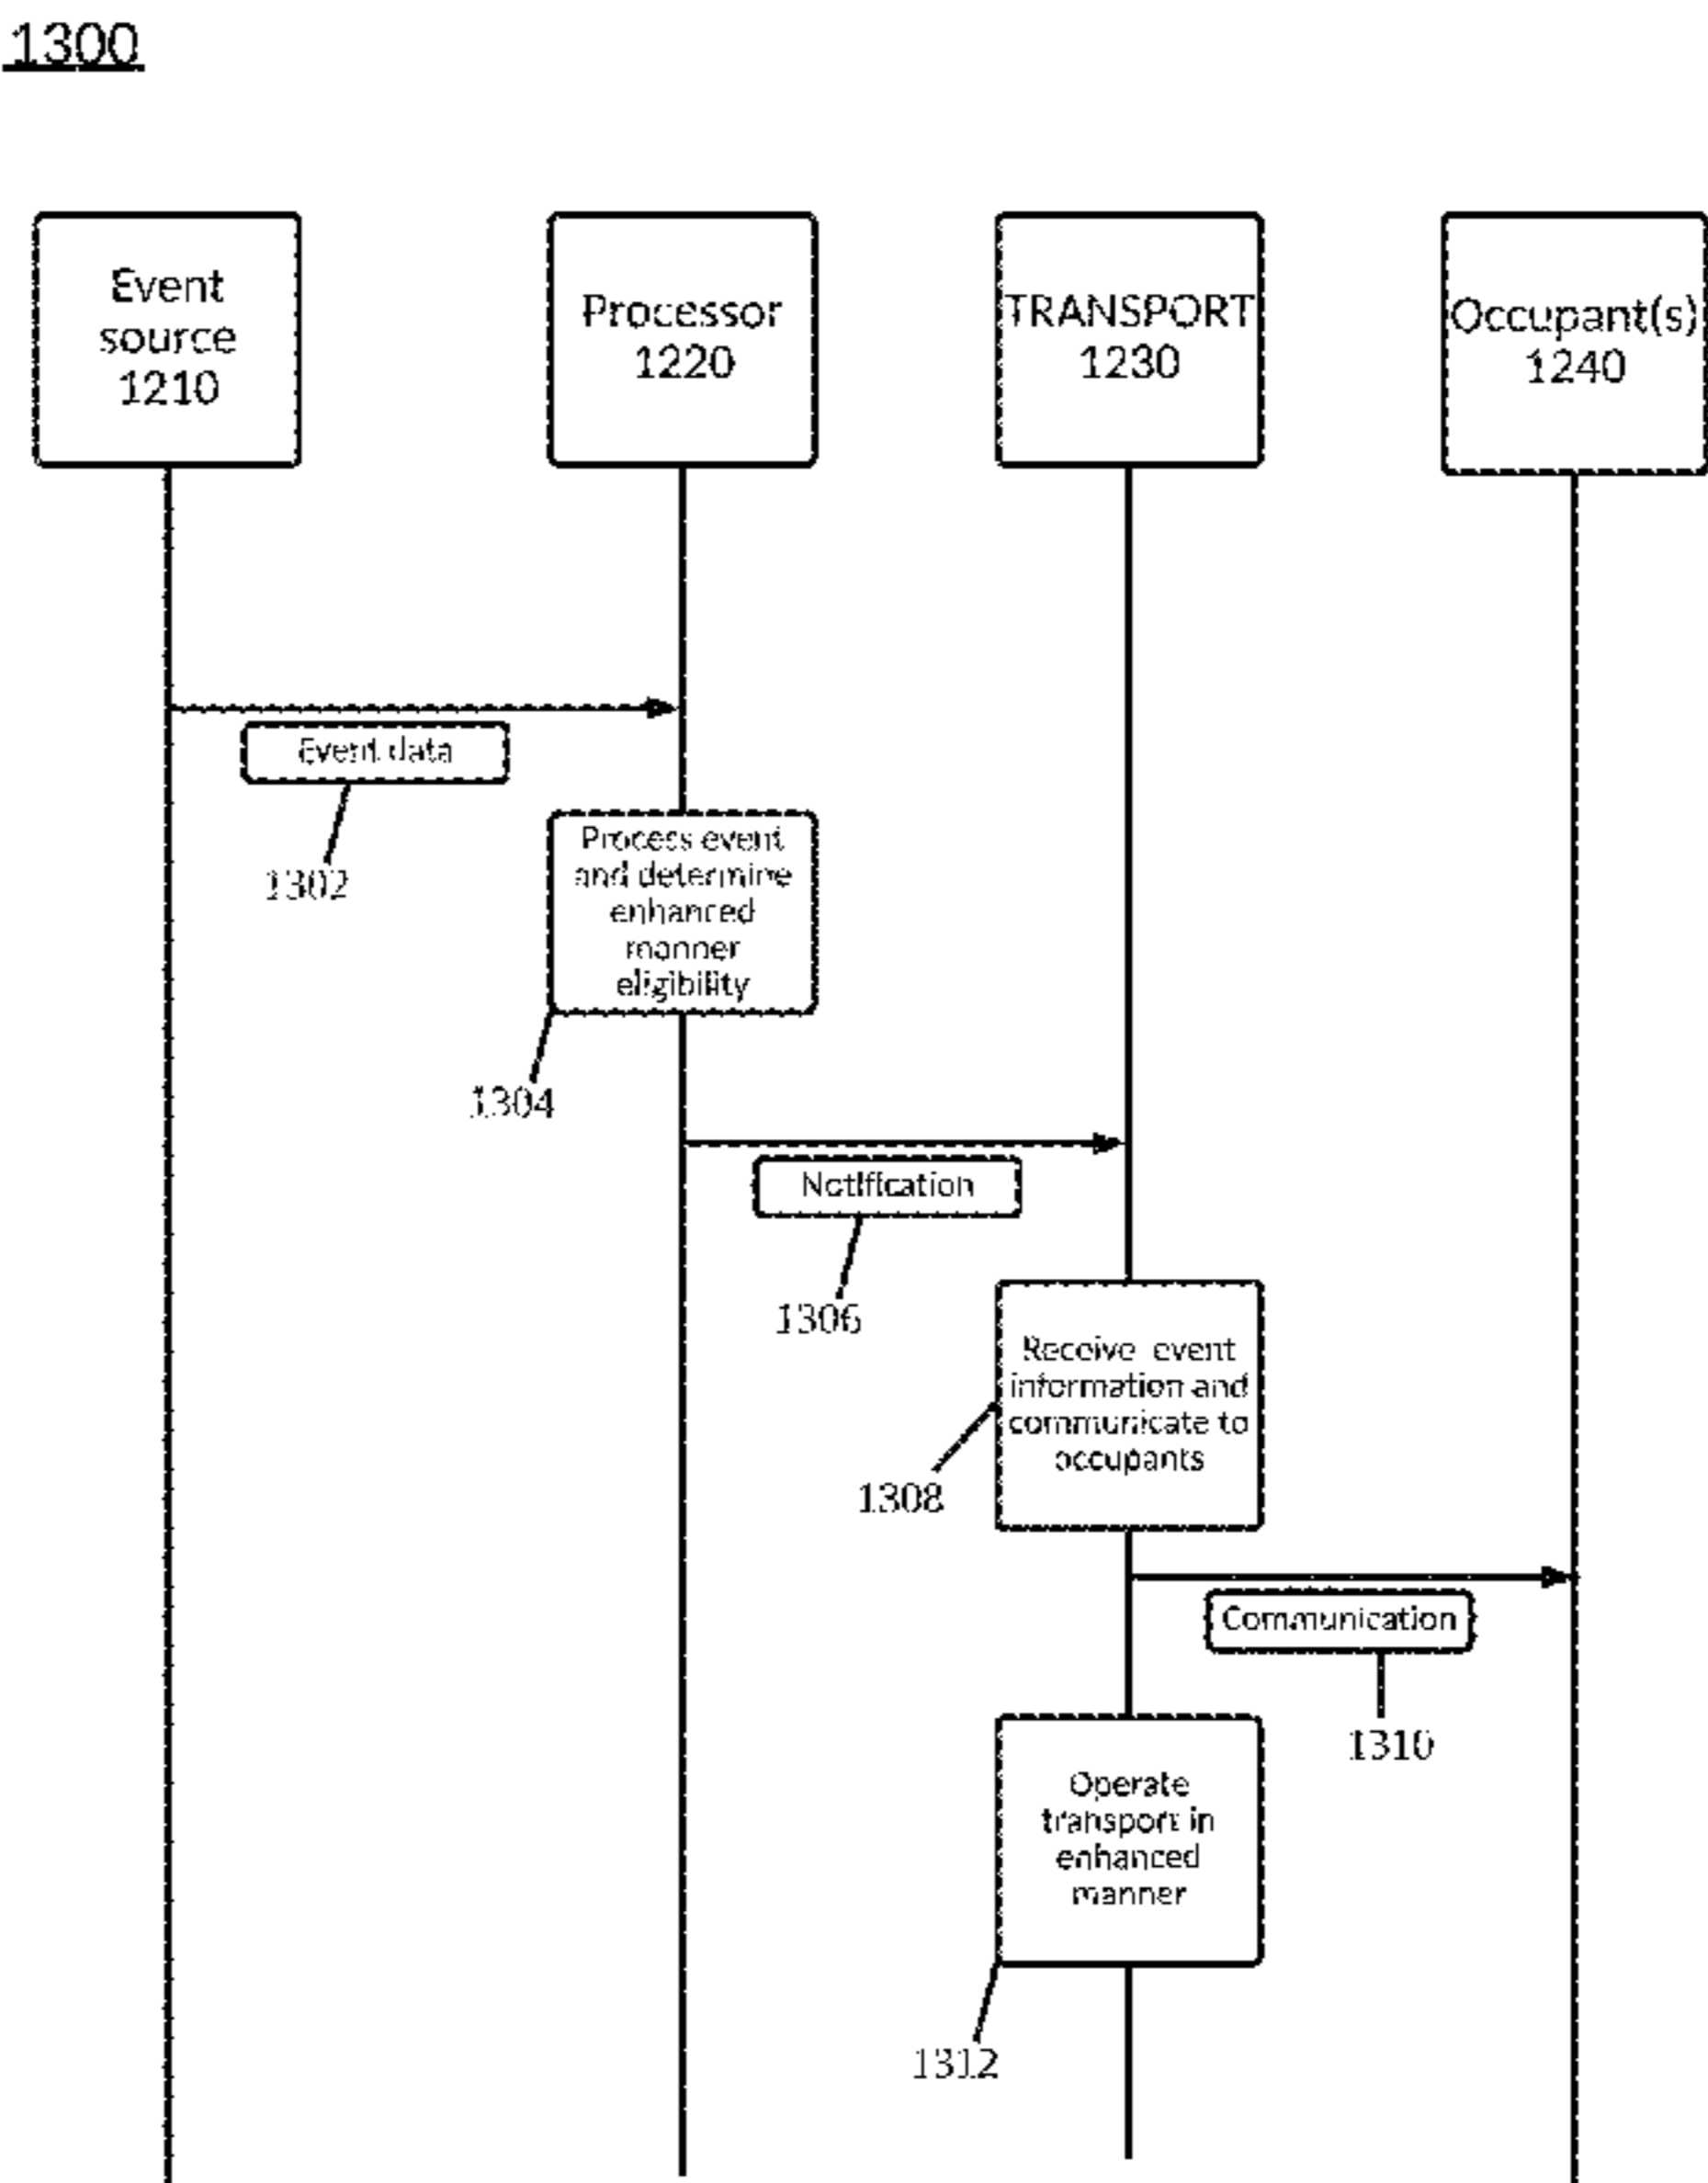 1300
Event
source
1210
Processor
1220
TRANSPORT
1230
Occupant(s)
1240
Event data
1302
Process event
and determine
enhanced
manner
eligibility
1304
Notification
1306
Receive event
information and
communicate to
occupants
1308
Communication
1310
Operate
transport in
enhanced
manner
1312